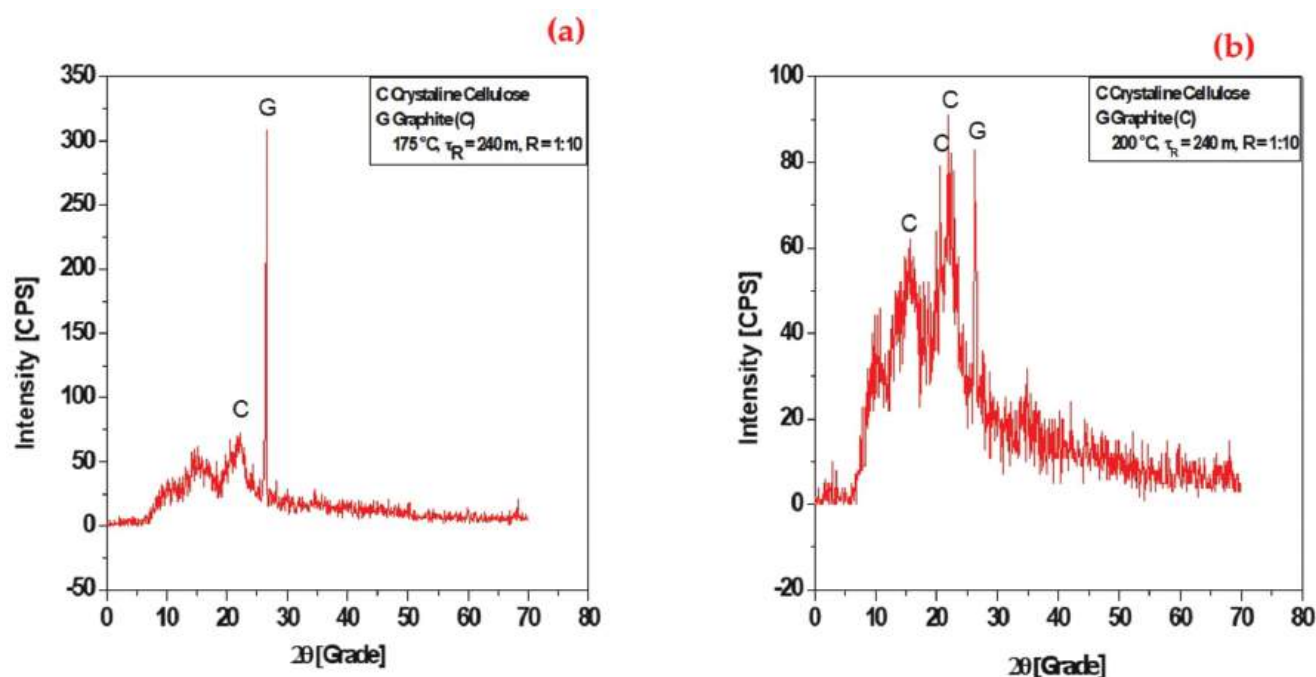 (a)
350
300
250
200
150
100
50
0
-50
Intensity [CPS]
G
C
C Crystaline Cellulose
G Graphite (C)
175 °C, τR = 240 m, R = 1:10
0 10 20 30 40 50 60 70 80
2θ [Grade]
(b)
100
80
60
40
20
0
-20
Intensity [CPS]
C
C
G
C
C Crystaline Cellulose
G Graphite (C)
200 °C, τR = 240 m, R = 1:10
0 10 20 30 40 50 60 70 80
2θ [Grade]